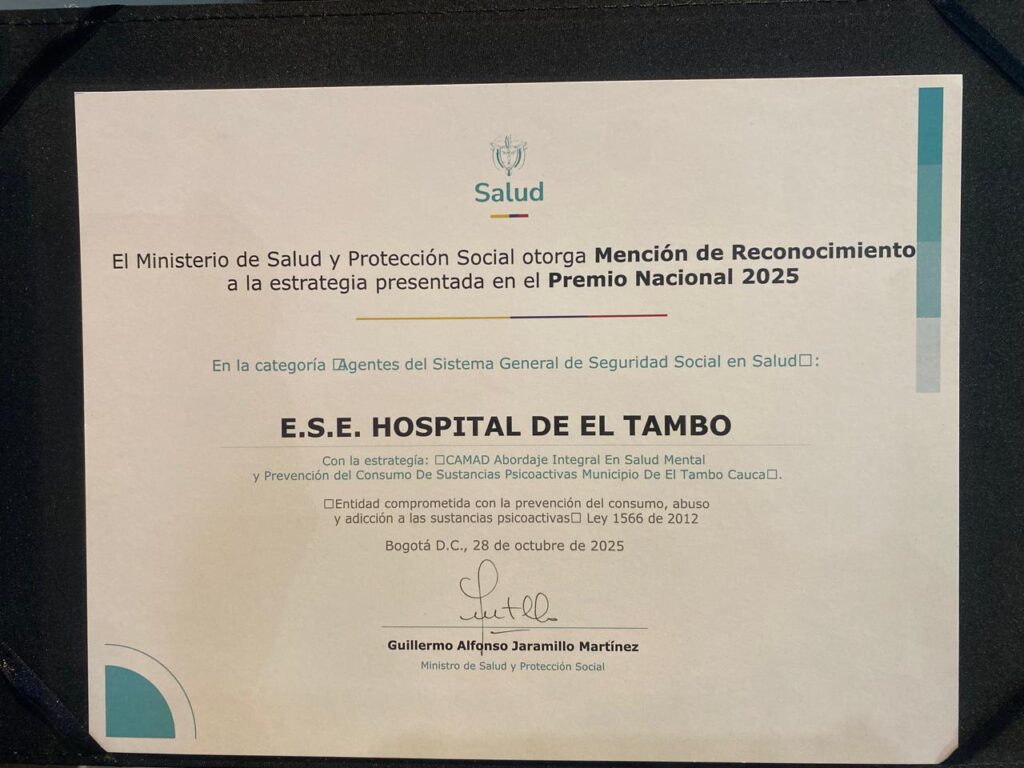 Salud
El Ministerio de Salud y Protección Social otorga Mención de Reconocimiento
a la estrategia presentada en el Premio Nacional 2025
En la categoría □Agentes del Sistema General de Seguridad Social en Salud□:
E.S.E. HOSPITAL DE EL TAMBO
Con la estrategia: □CAMAD Abordaje Integral En Salud Mental
y Prevención del Consumo De Sustancias Psicoactivas Municipio De El Tambo Cauca□.
□Entidad comprometida con la prevención del consumo, abuso
y adicción a las sustancias psicoactivas□ Ley 1566 de 2012
Bogotá D.C., 28 de octubre de 2025
Guillermo Alfonso Jaramillo Martínez
Ministro de Salud y Protección Social